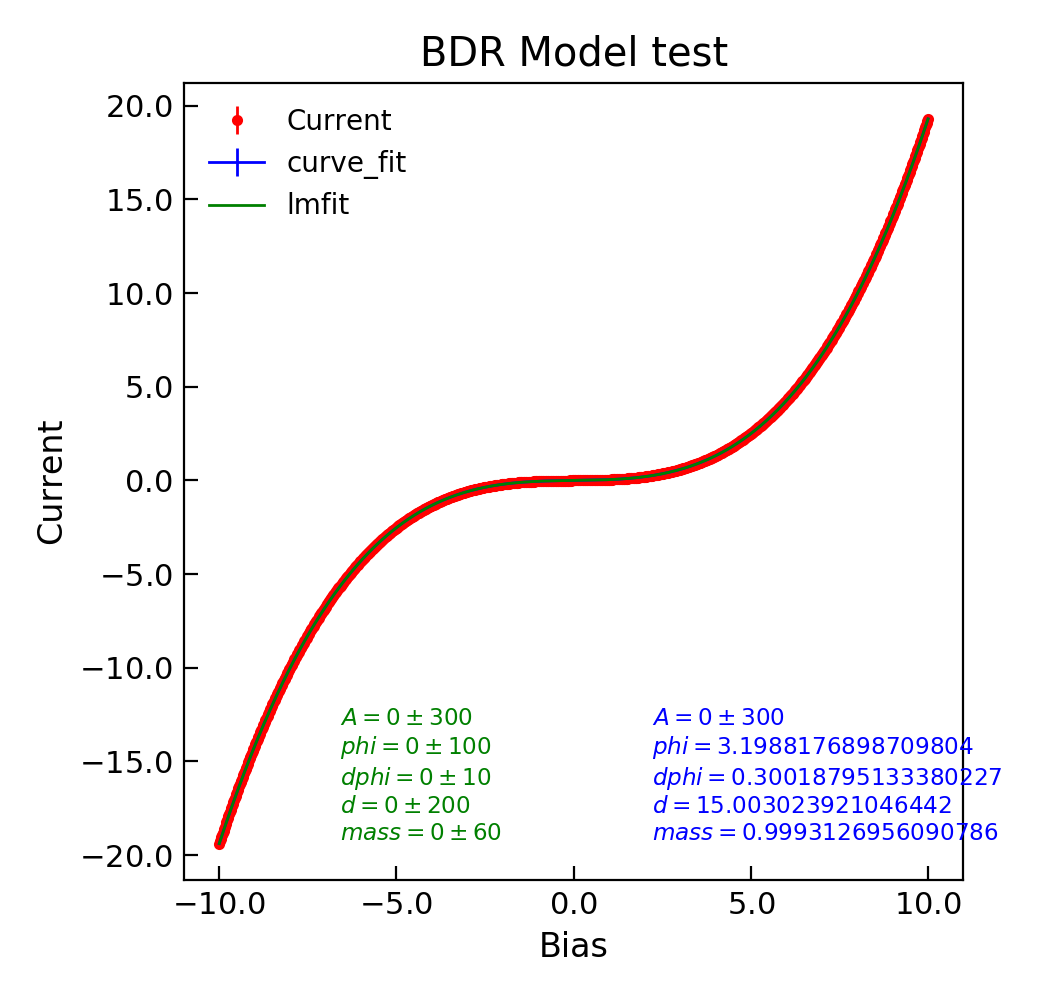 BDR Model test
20.0
15.0
10.0
5.0
0.0
−5.0
−10.0
−15.0
−20.0
Current
Current
curve_fit
lmfit
A = 0 ± 300
phi = 0 ± 100
dphi = 0 ± 10
d = 0 ± 200
mass = 0 ± 60
A = 0 ± 300
phi = 3.1988176898709804
dphi = 0.30018795133380227
d = 15.003023921046442
mass = 0.9993126956090786
−10.0 −5.0 0.0 5.0 10.0
Bias